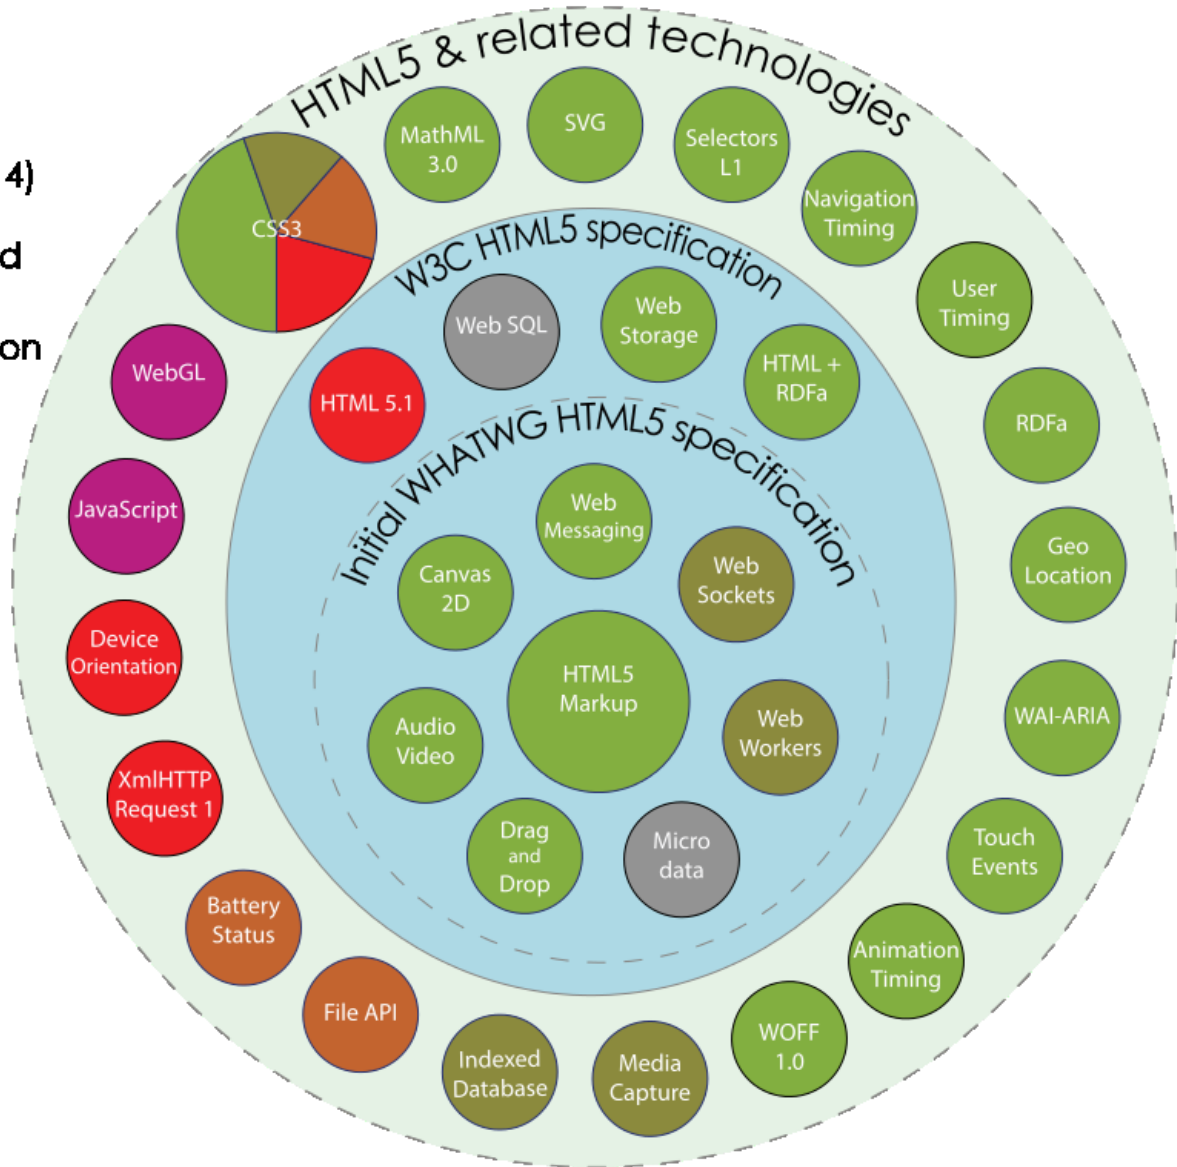 HTML5 & related technologies
4)
d
on
MathML
3.0
SVG
Selectors
L1
Navigation
Timing
CSS3
User
Timing
W3C HTML5 specification
Web SQL
Web
Storage
HTML +
RDFa
HTML 5.1
WebGL
RDFa
JavaScript
Geo
Location
Initial WHATWG HTML5 specification
Web
Messaging
Canvas
2D
Web
Sockets
HTML5
Markup
Audio
Video
Web
Workers
Drag
and
Drop
Micro
data
Device
Orientation
WAI-ARIA
XmlHTTP
Request 1
Touch
Events
Battery
Status
Animation
Timing
File API
WOFF
1.0
Indexed
Database
Media
Capture